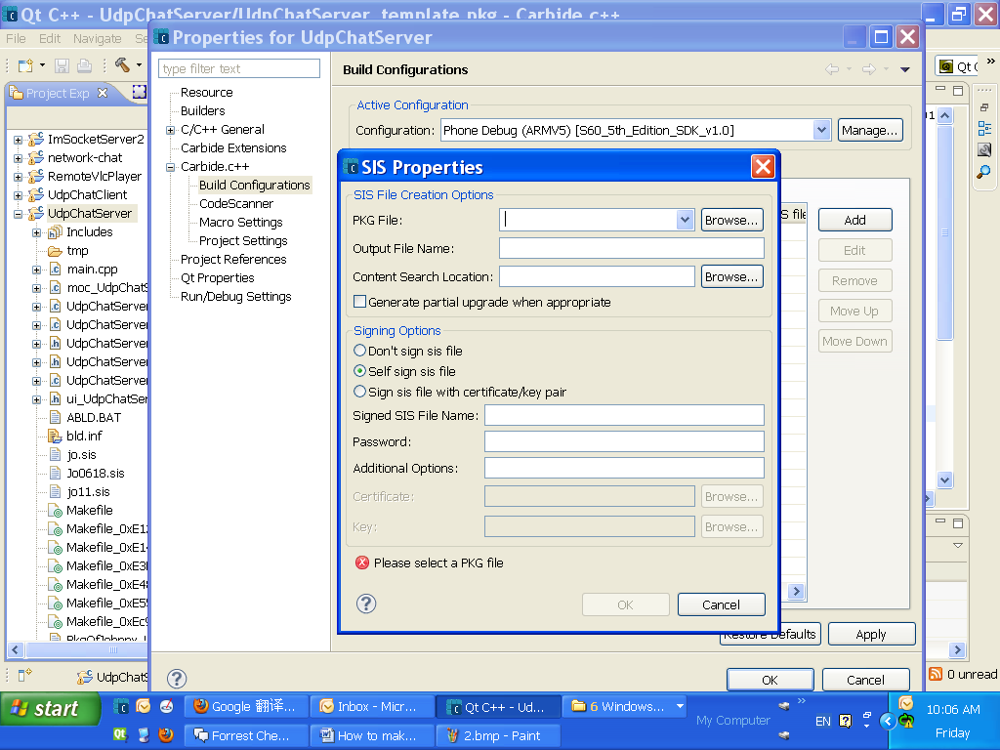 Qt C++ - UdpChatServer/UdpChatServer_template.pkg - Carbide.c++
File Edit Navigate Se
Properties for UdpChatServer
type filter text
Build Configurations
Qt C
Project Exp
Resource
Builders
C/C++ General
Carbide Extensions
Carbide.c++
Build Configurations
CodeScanner
Macro Settings
Project Settings
Project References
Qt Properties
Run/Debug Settings
Active Configuration
Configuration: Phone Debug (ARMV5) [S60_5th_Edition_SDK_v1.0] Manage...
ImSocketServer2
network-chat
RemoteVlcPlayer
UdpChatClient
UdpChatServer
Includes
tmp
main.cpp
moc_UdpChatS
UdpChatServer
UdpChatServer
UdpChatServer
UdpChatServer
UdpChatServer
ui_UdpChatSer
ABLD.BAT
bld.inf
jo.sis
Jo0618.sis
jo11.sis
Makefile
Makefile_0xE12
Makefile_0xE14
Makefile_0xE3
Makefile_0xE48
Makefile_0xE55
Makefile_0xEc9
PkgOfJohnny_U
SIS Properties
SIS File Creation Options
PKG File: Browse...
Output File Name:
Content Search Location: Browse...
Generate partial upgrade when appropriate
Signing Options
Don't sign sis file
Self sign sis file
Sign sis file with certificate/key pair
Signed SIS File Name:
Password:
Additional Options:
Certificate: Browse...
Key: Browse...
Please select a PKG file
OK Cancel
S file
Add
Edit
Remove
Move Up
Move Down
Restore Defaults Apply
OK Cancel
UdpChatS
0 unread
start
Google 翻译...
Inbox - Micr...
Qt C++ - Ud...
6 Windows...
Forrest Che...
How to mak...
2.bmp - Paint
My Computer
EN
10:06 AM
Friday